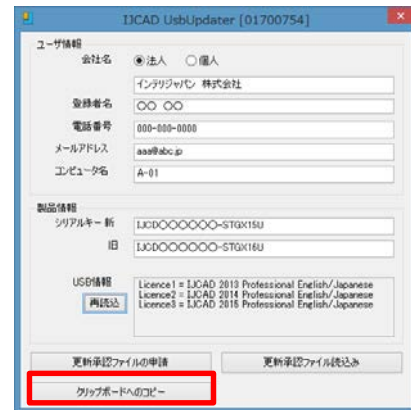 IJCAD UsbUpdater [01700754]
ユーザ情報
会社名 法人 個人
インテリジャパン 株式会社
登録者名 〇〇 〇〇
電話番号 000-000-0000
メールアドレス aaa@abc.jp
コンピュータ名 A-01
製品情報
シリアルキー 新 IJCD〇〇〇〇〇〇-STGX15U
旧 IJCD〇〇〇〇〇〇-STGX16U
USB情報
再読込
Licence1 = IJCAD 2013 Professional English/Japanese
Licence2 = IJCAD 2014 Professional English/Japanese
Licence3 = IJCAD 2015 Professional English/Japanese
更新承認ファイルの申請 更新承認ファイル読込み
クリップボードへのコピー